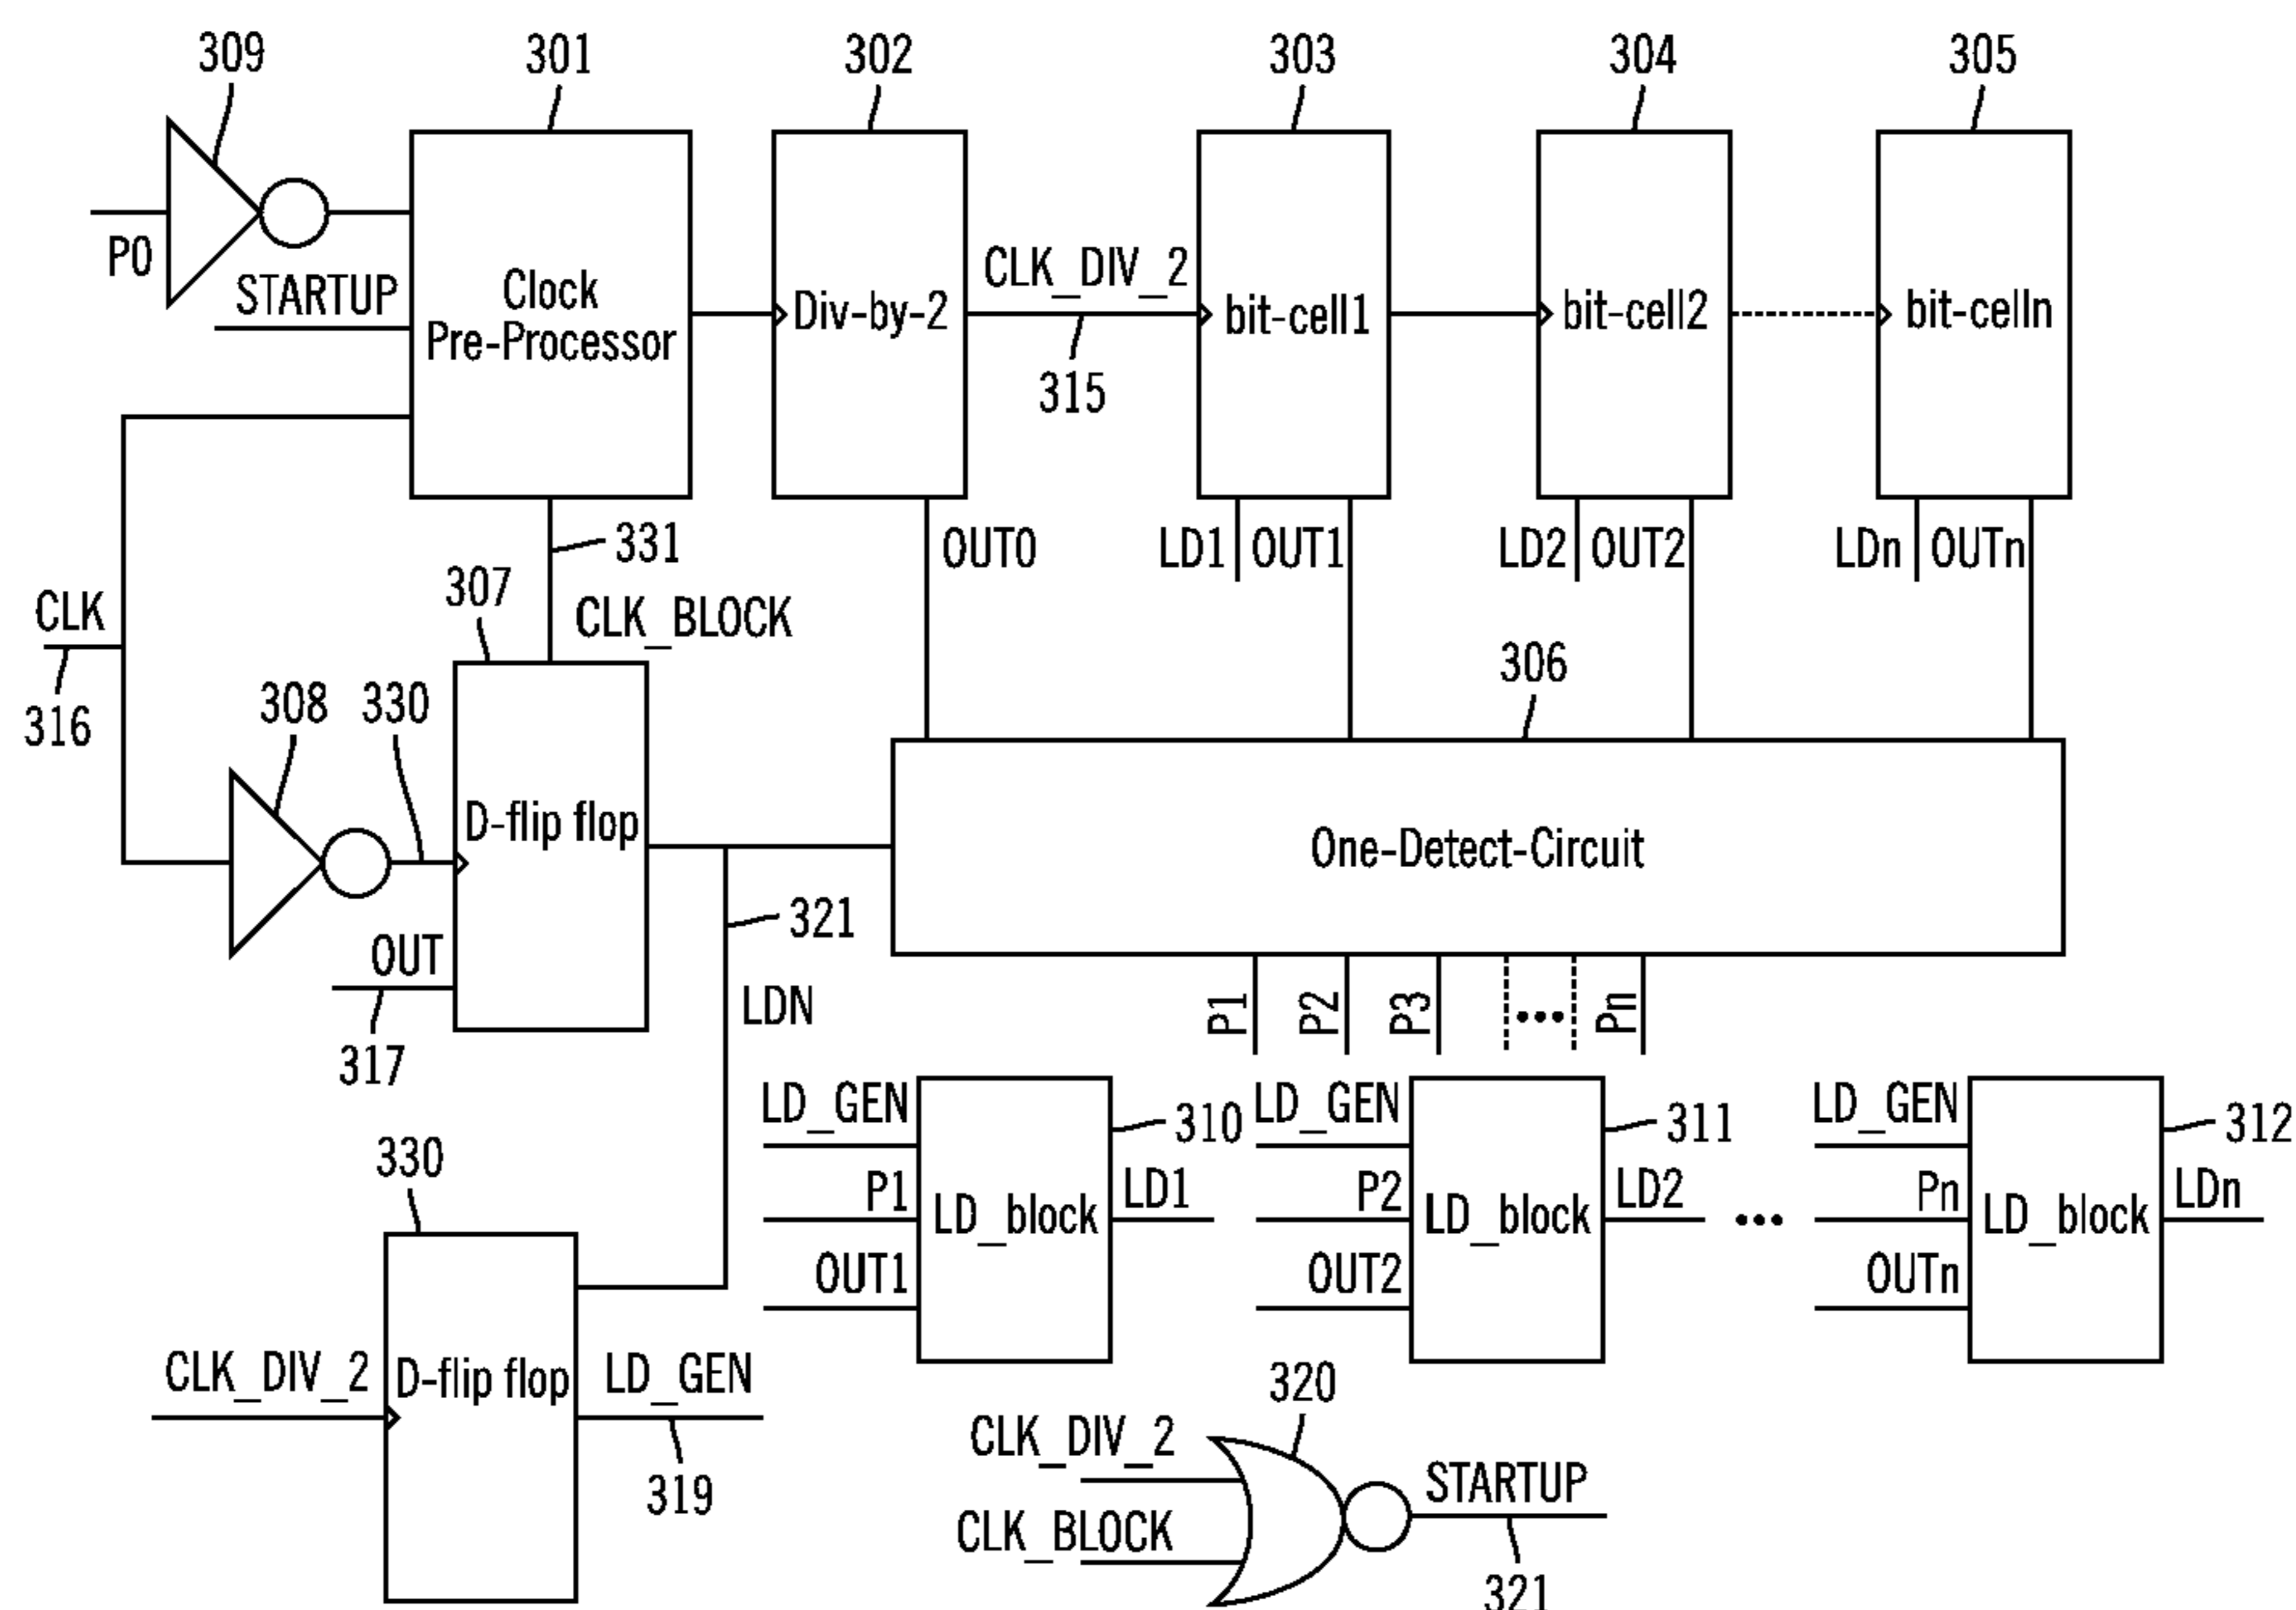 309
301
302
303
304
305
P0
STARTUP
Clock
Pre-Processor
Div-by-2
CLK_DIV_2
315
bit-cell1
bit-cell2
bit-celln
331
OUT0
LD1
OUT1
LD2
OUT2
LDn
OUTn
CLK
316
307
CLK_BLOCK
306
308
330
D-flip flop
One-Detect-Circuit
OUT
317
321
LDN
P1
P2
P3
...
Pn
LD_GEN
P1
OUT1
LD_block
310
LD1
LD_GEN
P2
OUT2
LD_block
311
LD2
...
LD_GEN
Pn
OUTn
LD_block
312
LDn
330
CLK_DIV_2
D-flip flop
LD_GEN
319
320
CLK_DIV_2
CLK_BLOCK
STARTUP
321